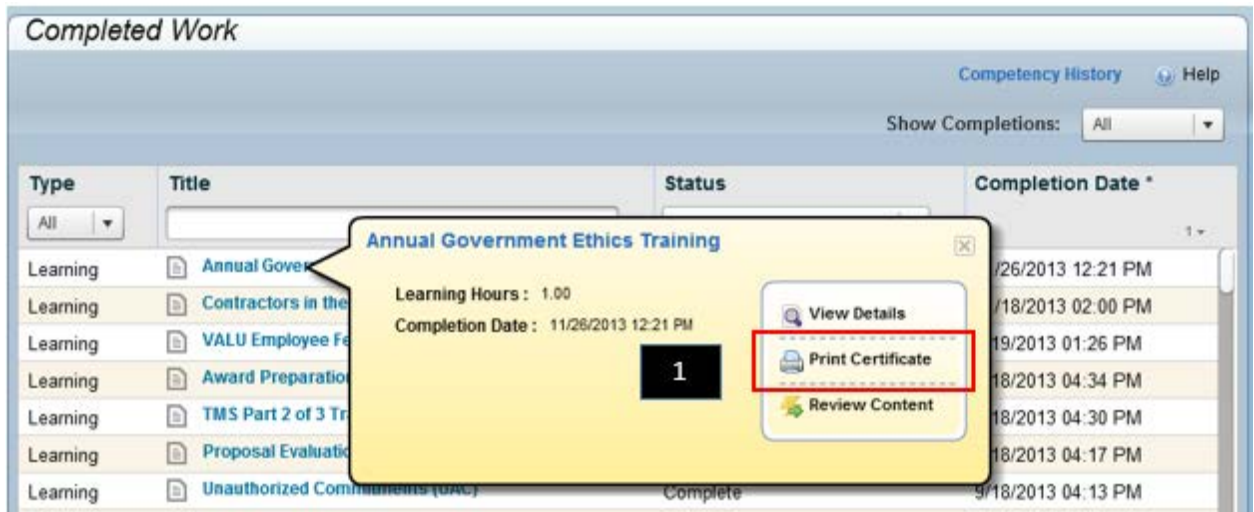 Completed Work
Competency History Help
Show Completions: All
Type Title Status Completion Date *
All
1
Annual Government Ethics Training
Learning Annual Gover /26/2013 12:21 PM
Learning Hours : 1.00
View Details
Learning Contractors in the /18/2013 02:00 PM
Completion Date : 11/26/2013 12:21 PM
Learning VALU Employee Fe 19/2013 01:26 PM
Print Certificate
1
Learning Award Preparation 18/2013 04:34 PM
Review Content
Learning TMS Part 2 of 3 Tr 18/2013 04:30 PM
Learning Proposal Evaluatio 18/2013 04:17 PM
Learning Unauthorized Commitments (UAC) Complete 9/18/2013 04:13 PM